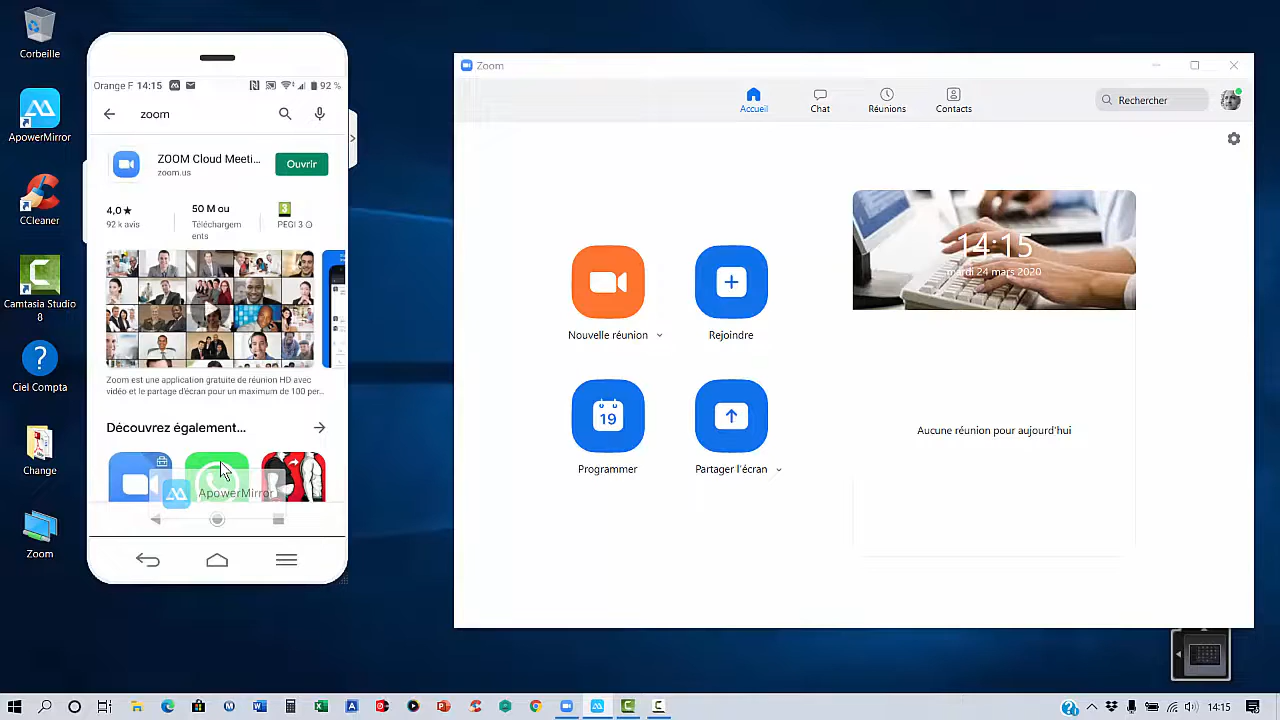 Corbeille
ApowerMirror
CCleaner
Camtasia Studio
8
Ciel Compta
Change
Zoom
Orange F 14:15
92 %
zoom
ZOOM Cloud Meeti...
zoom.us
Ouvrir
4,0★
92 k avis
50 M ou
Téléchargem
ents
3
PEGI 3
Zoom est une application gratuite de réunion HD avec
vidéo et le partage d'écran pour un maximum de 100 per...
Découvrez également...
ApowerMirror
Zoom
Accueil
Chat
Réunions
Contacts
Rechercher
Nouvelle réunion
Rejoindre
19
Programmer
Partager l'écran
14:15
mardi 24 mars 2020
Aucune réunion pour aujourd'hui
14:15